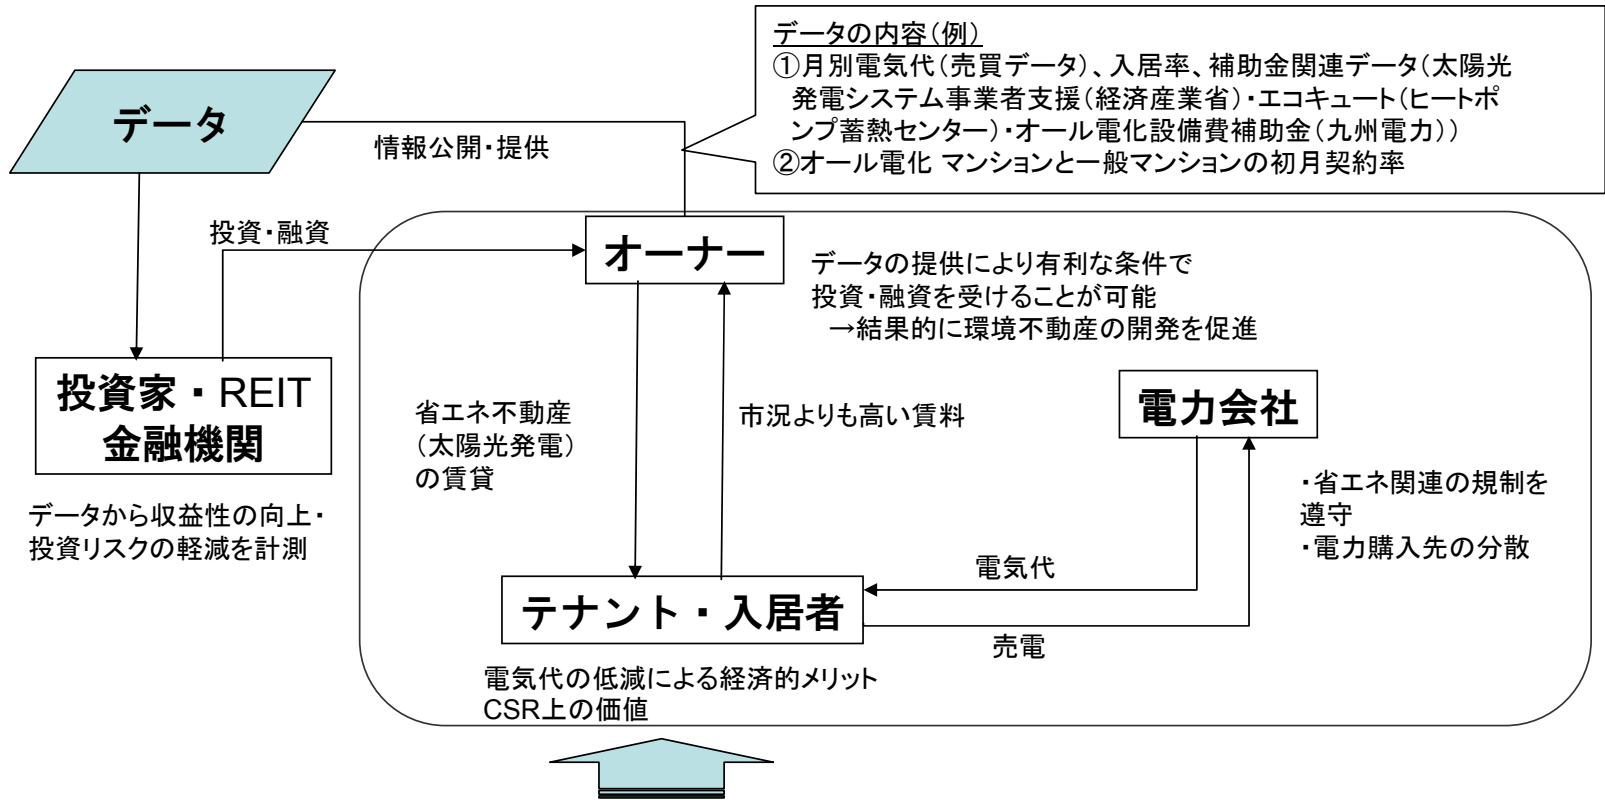 データの内容(例)
①月別電気代(売買データ)、入居率、補助金関連データ(太陽光
発電システム事業者支援(経済産業省)・エコキュート(ヒートポ
ンプ蓄熱センター)・オール電化設備費補助金(九州電力))
②オール電化 マンションと一般マンションの初月契約率
データ
情報公開・提供
投資・融資
オーナー
データの提供により有利な条件で
投資・融資を受けることが可能
→結果的に環境不動産の開発を促進
投資家・REIT
金融機関
データから収益性の向上・
投資リスクの軽減を計測
省エネ不動産
(太陽光発電)
の賃貸
市況よりも高い賃料
電力会社
・省エネ関連の規制を
遵守
・電力購入先の分散
電気代
テナント・入居者
売電
電気代の低減による経済的メリット
CSR上の価値